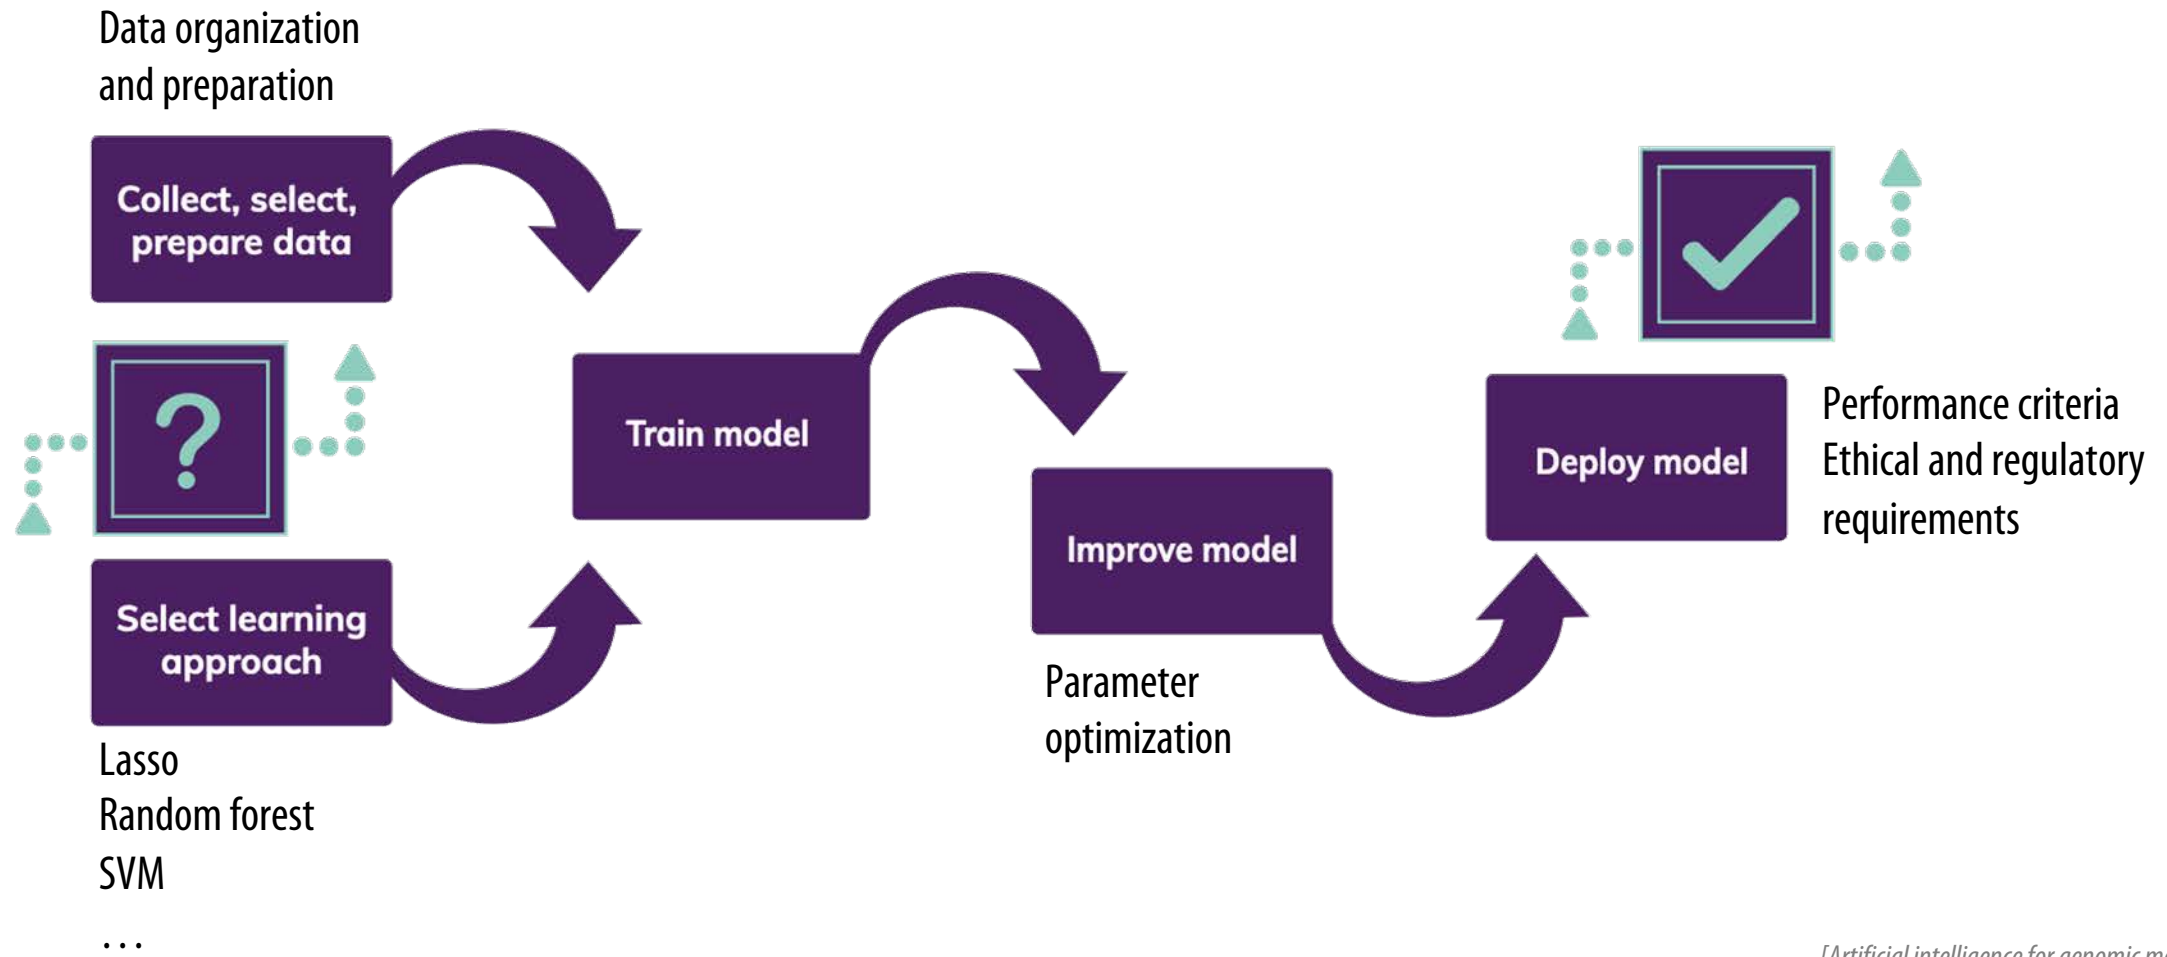 Data organization
and preparation
Collect, select,
prepare data
?
Select learning
approach
Lasso
Random forest
SVM
...
Train model
Improve model
Parameter
optimization
Deploy model
Performance criteria
Ethical and regulatory
requirements
[Artificial intelligence for genomic